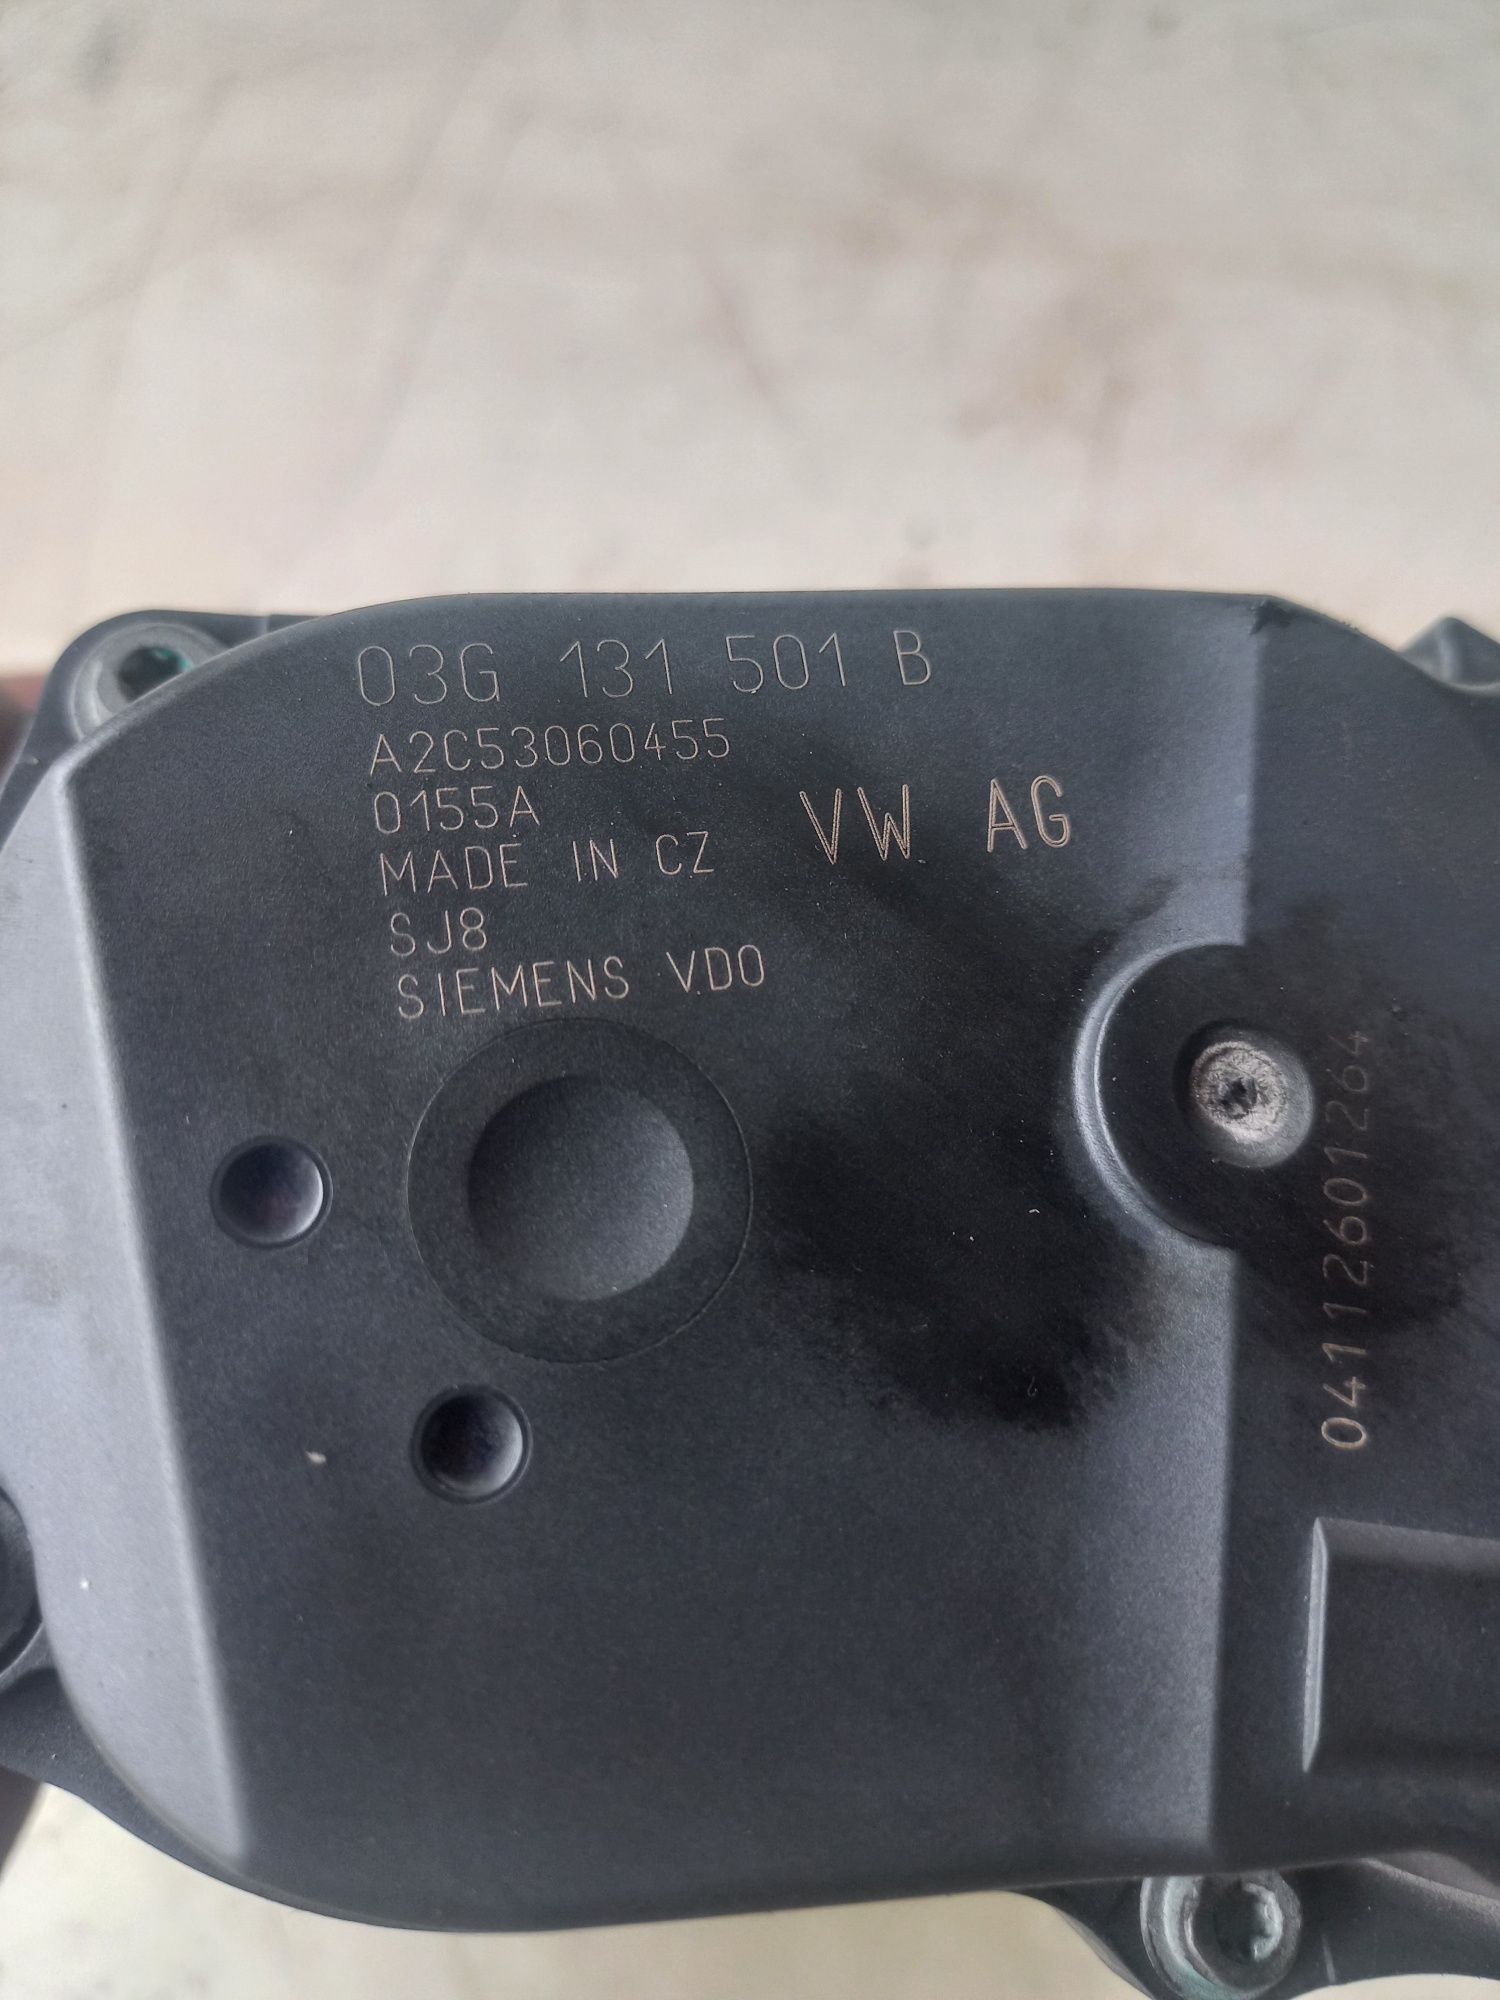 03G 131 501 B
A2C53060455
0155A
MADE IN CZ
VW AG
SJ8
SIEMENS VDO
04112601264